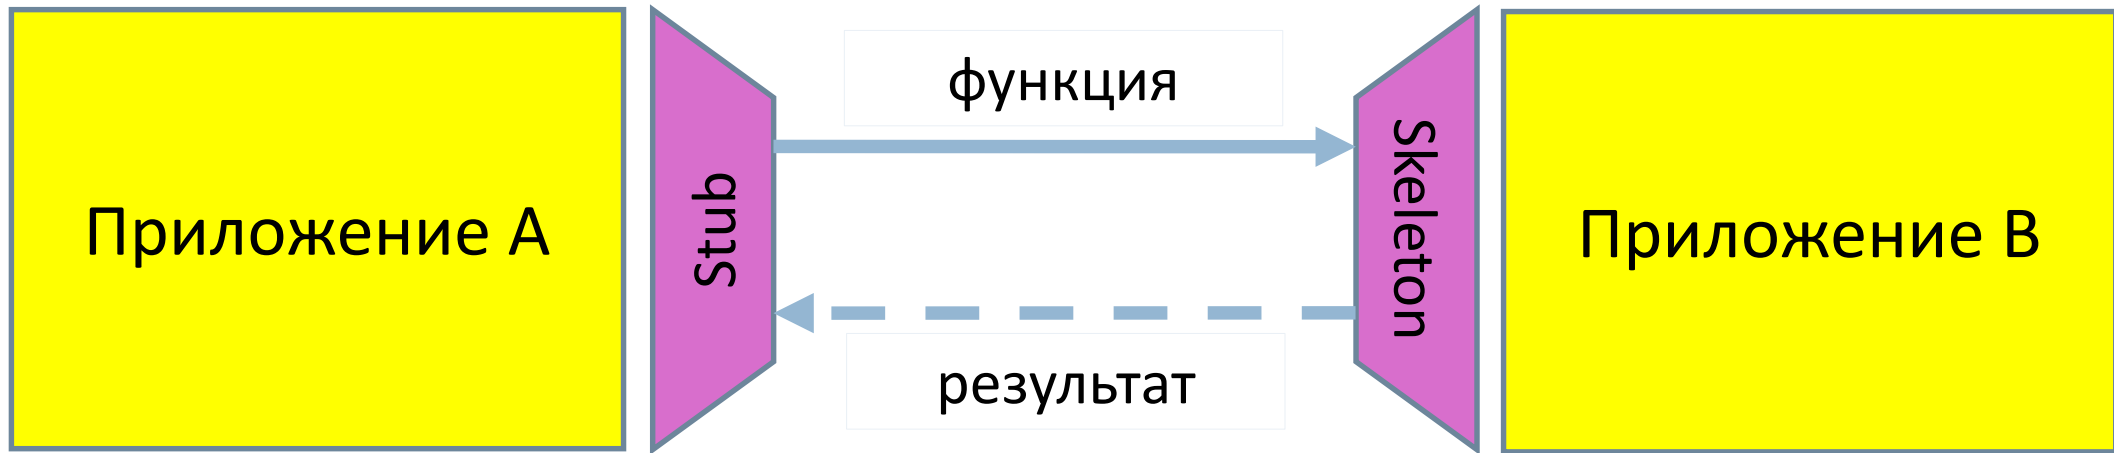 Приложение A
Stub
функция
результат
Skeleton
Приложение B